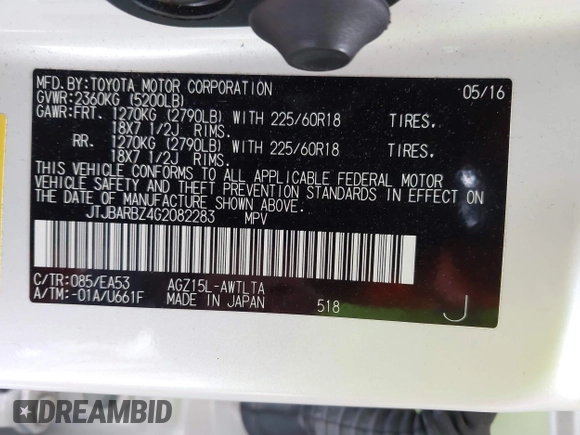 MFD.BY:TOYOTA MOTOR CORPORATION 05/16
GVWR:2360KG (5200LB)
GAWR:FRT. 1270KG (2790LB) WITH 225/60R18 TIRES,
18X7 1/2J RIMS.
RR. 1270KG (2790LB) WITH 225/60R18 TIRES,
18X7 1/2J RIMS.
THIS VEHICLE CONFORMS TO ALL APPLICABLE FEDERAL MOTOR
VEHICLE SAFETY AND THEFT PREVENTION STANDARDS IN EFFECT ON
THE DATE OF MANUFACTURE SHOWN ABOVE.
JTJBARBZ4G2082283 MPV
C/TR:085/EA53 AGZ15L-AWTLTA
A/TM:-01A/U661F MADE IN JAPAN 518 J
DREAMBID